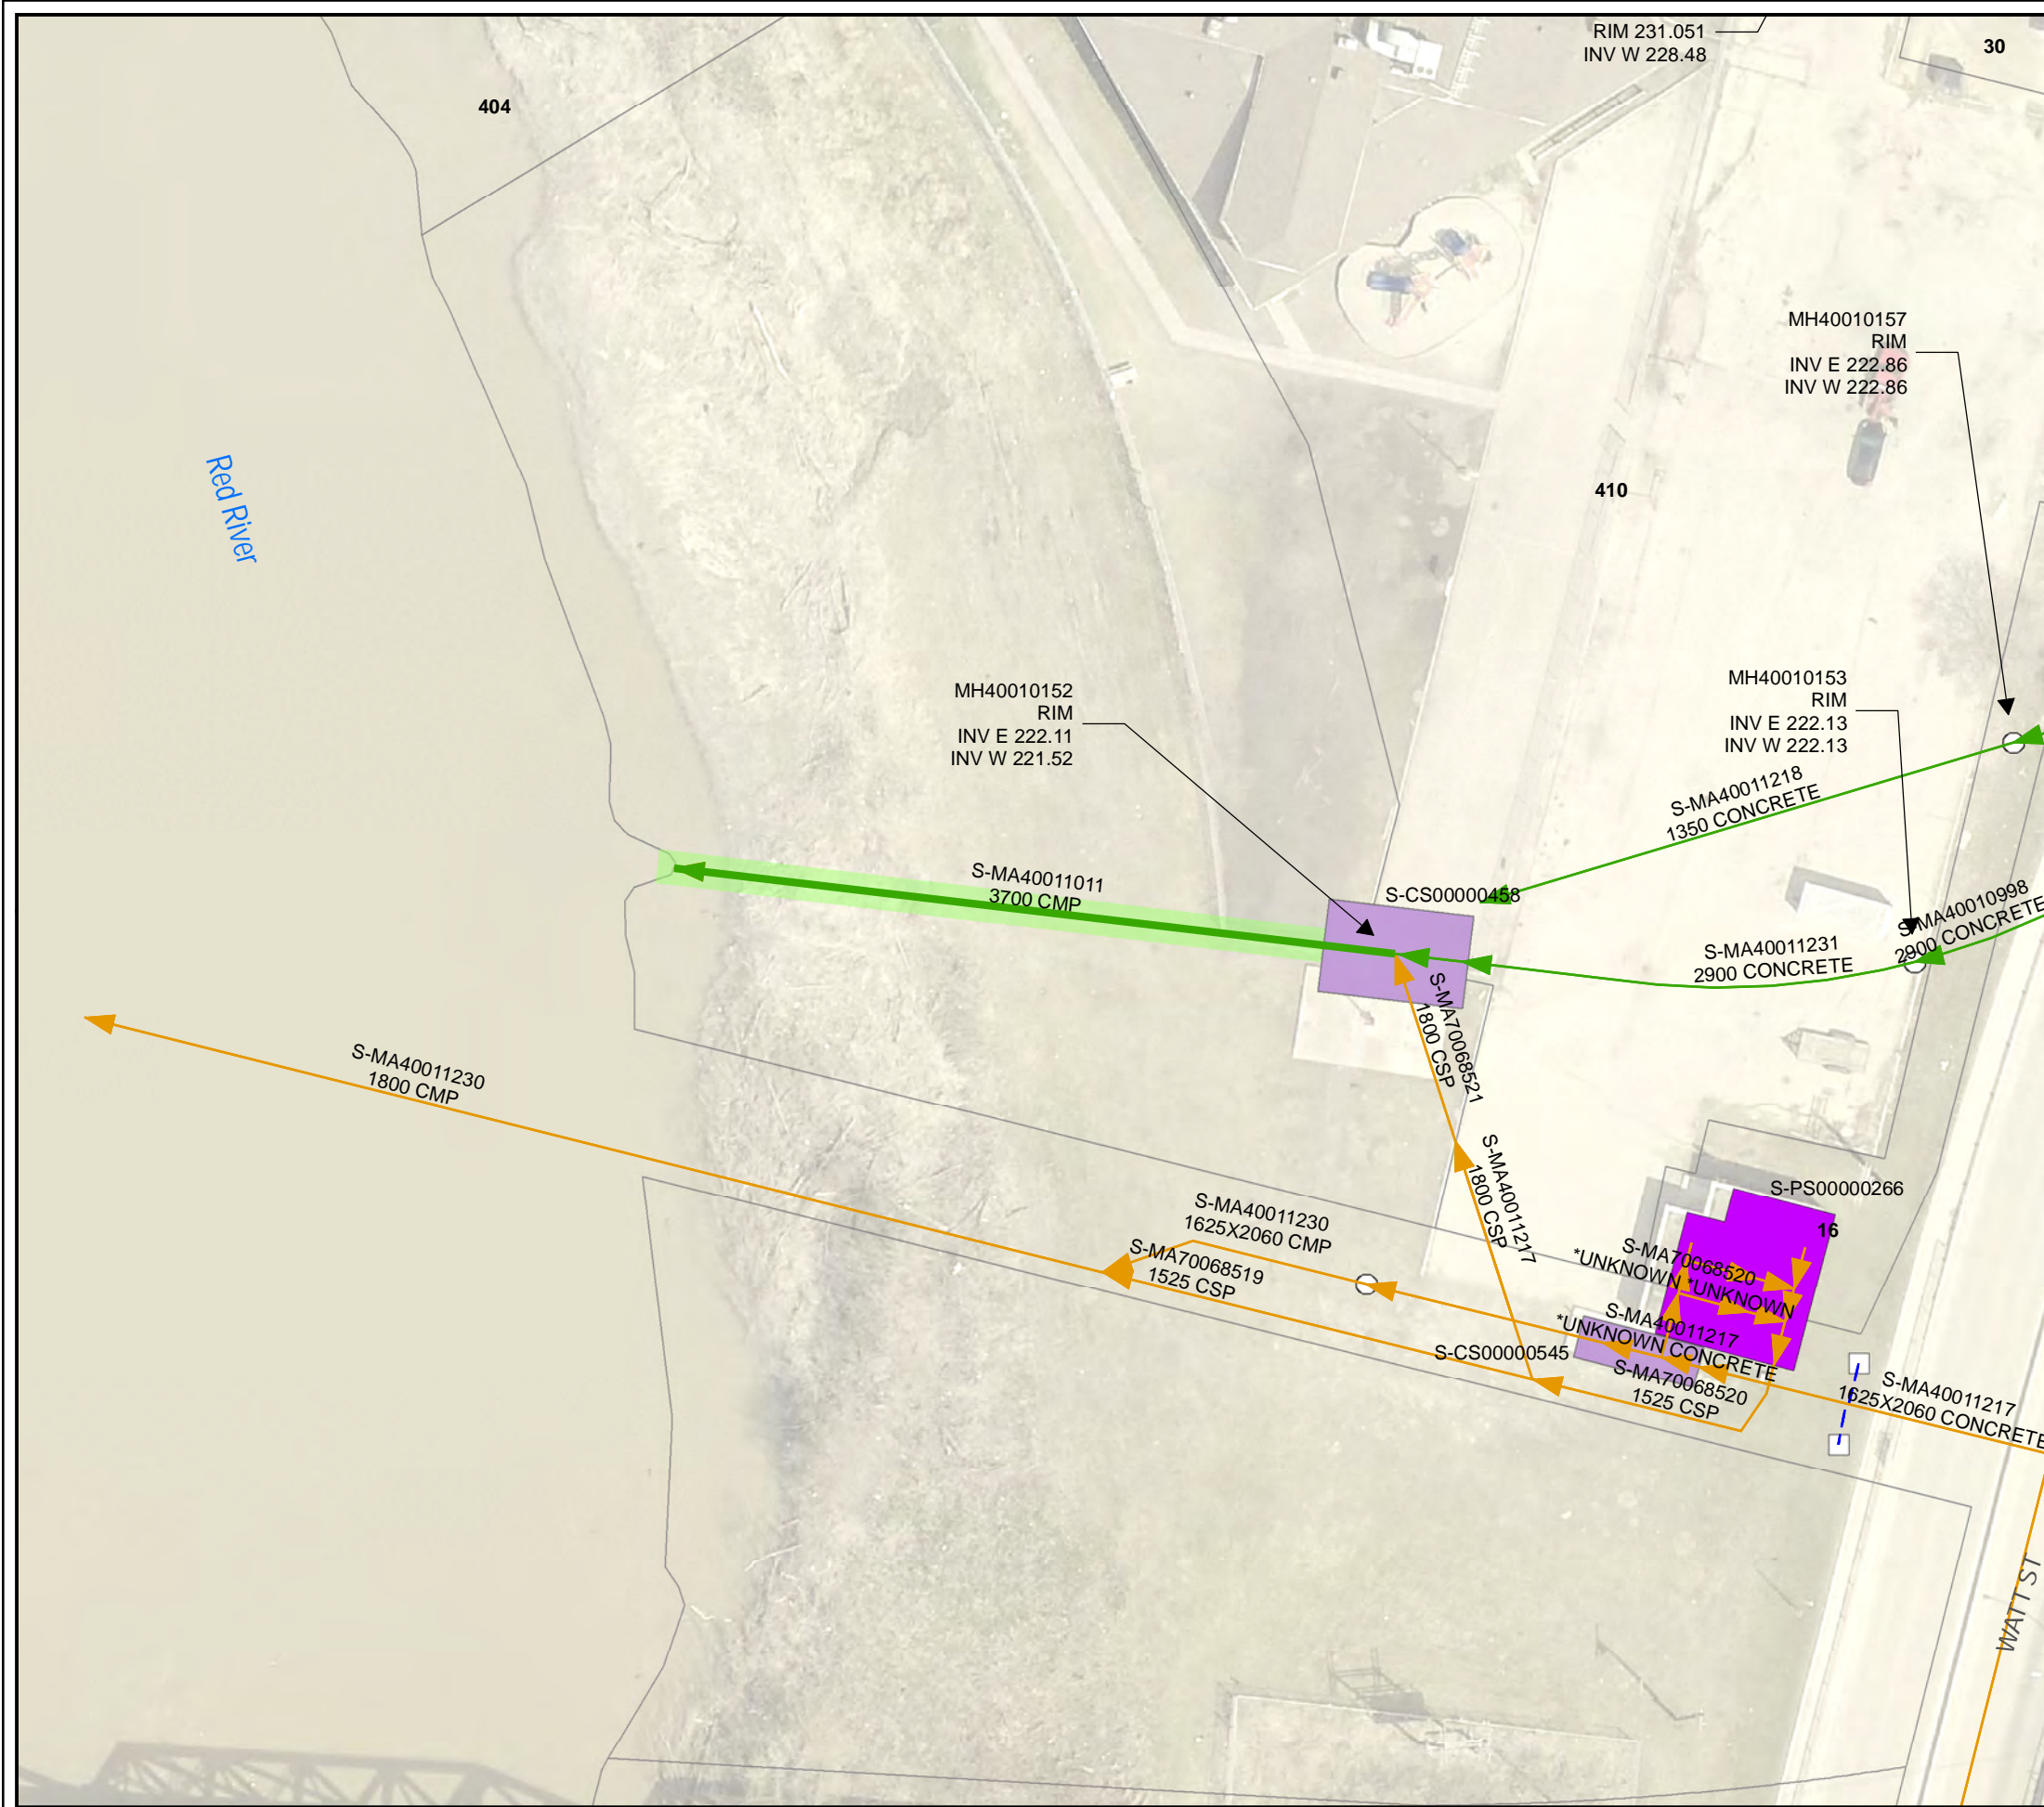 RIM 231.051
INV W 228.48
30
404
MH40010157
RIM
INV E 222.86
INV W 222.86
Red River
410
MH40010152
RIM
INV E 222.11
INV W 221.52
MH40010153
RIM
INV E 222.13
INV W 222.13
S-MA40011218
1350 CONCRETE
S-MA40011011
3700 CMP
S-CS00000458
S-MA40010998
2900 CONCRETE
S-MA40011231
2900 CONCRETE
S-MA70068521
1800 CSP
S-MA40011230
1800 CMP
S-MA40011217
1800 CSP
S-PS00000266
16
S-MA40011230
1625X2060 CMP
S-MA70068519
1525 CSP
S-MA70068520
*UNKNOWN *UNKNOWN
S-MA40011217
*UNKNOWN CONCRETE
S-CS00000545
S-MA70068520
1525 CSP
S-MA40011217
1625X2060 CONCRETE
WATT ST